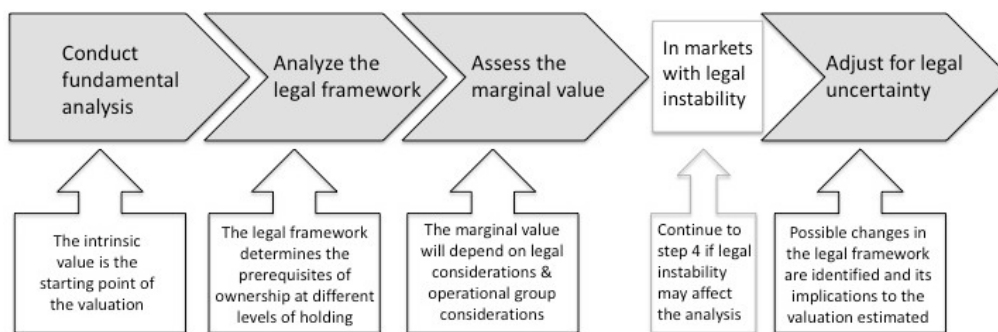 Conduct
fundamental
analysis
Analyze the
legal framework
Assess the
marginal value
In markets
with legal
instability
Adjust for legal
uncertainty
The intrinsic
value is the
starting point of
the valuation
The legal framework
determines the
prerequisites of
ownership at different
levels of holding
The marginal value
will depend on legal
considerations &
operational group
considerations
Continue to
step 4 if legal
instability
may affect
the analysis
Possible changes in
the legal framework
are identified and its
implications to the
valuation estimated